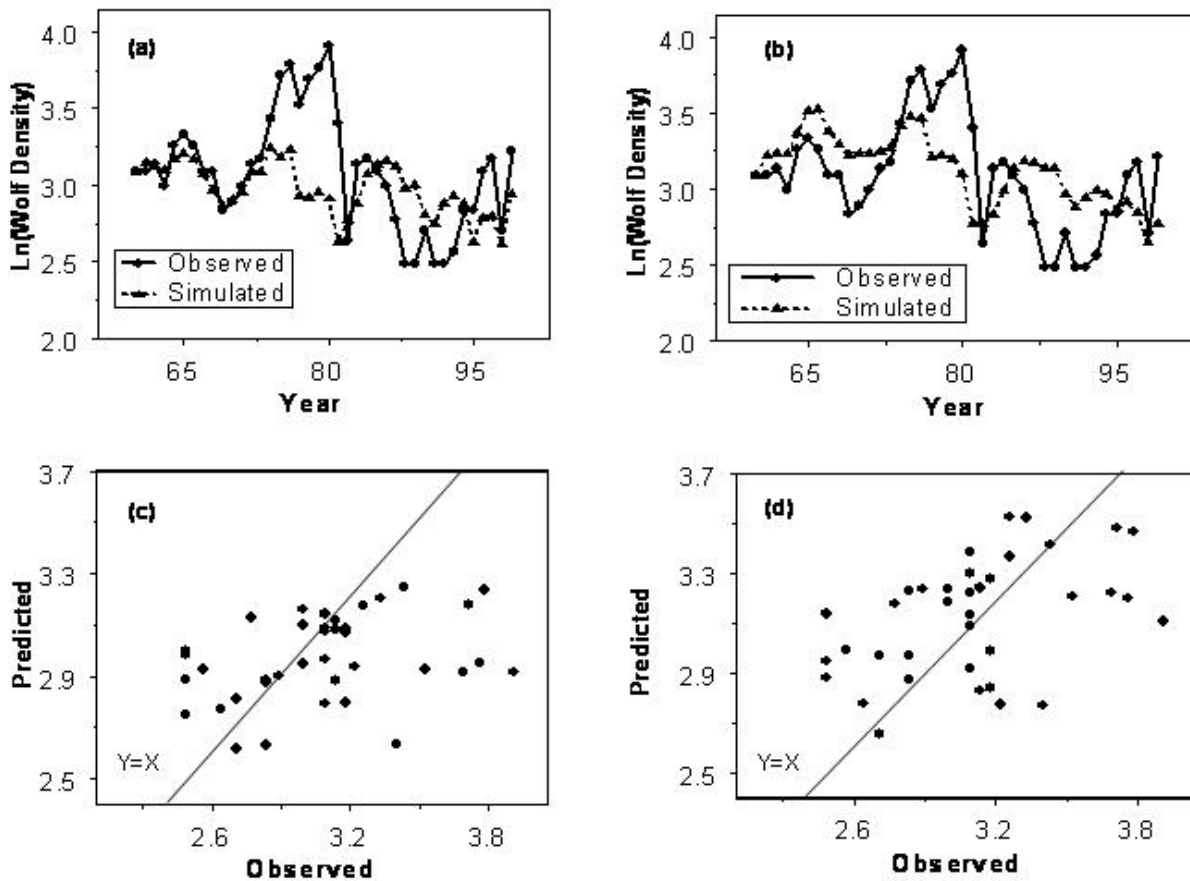 (a)
Ln(Wolf Density)
4.0
3.5
3.0
2.5
2.0
Observed
Simulated
65
80
95
Year
(b)
Ln(Wolf Density)
4.0
3.5
3.0
2.5
2.0
Observed
Simulated
65
80
95
Year
(c)
Predicted
3.7
3.3
2.9
2.5
Y=X
2.6
3.2
3.8
Observed
(d)
Predicted
3.7
3.3
2.9
2.5
Y=X
2.6
3.2
3.8
Observed